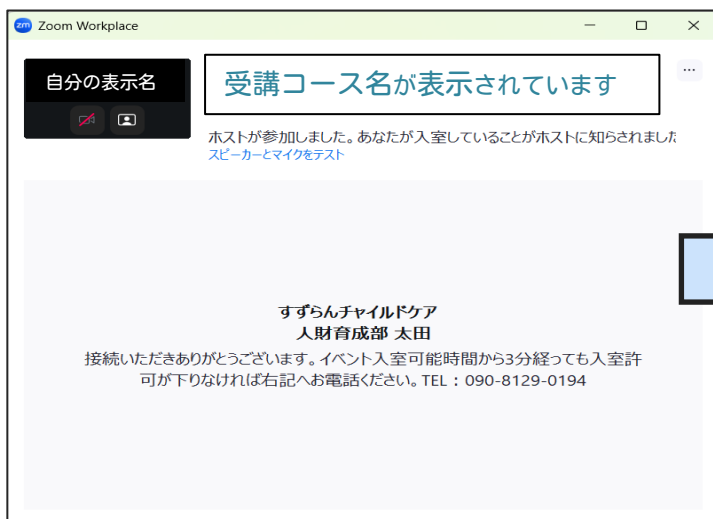 zm Zoom Workplace
自分の表示名
受講コース名が表示されています
ホストが参加しました。あなたが入室していることがホストに知らされました
スピーカーとマイクをテスト
すずらんチャイルドケア
人財育成部 太田
接続いただきありがとうございます。イベント入室可能時間から3分経っても入室許
可が下りなければ右記へお電話ください。TEL：090-8129-0194